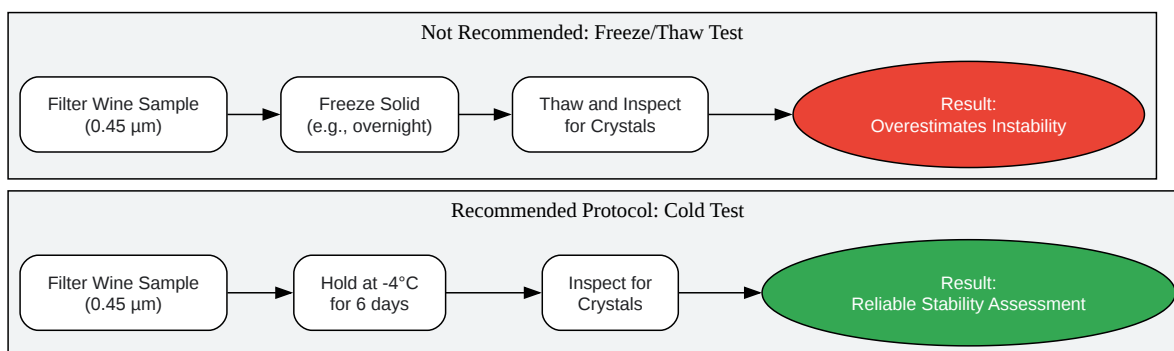 Not Recommended: Freeze/Thaw Test
Filter Wine Sample
(0.45 µm)
Freeze Solid
(e.g., overnight)
Thaw and Inspect
for Crystals
Result:
Overestimates Instability
Recommended Protocol: Cold Test
Filter Wine Sample
(0.45 µm)
Hold at -4°C
for 6 days
Inspect for
Crystals
Result:
Reliable Stability Assessment